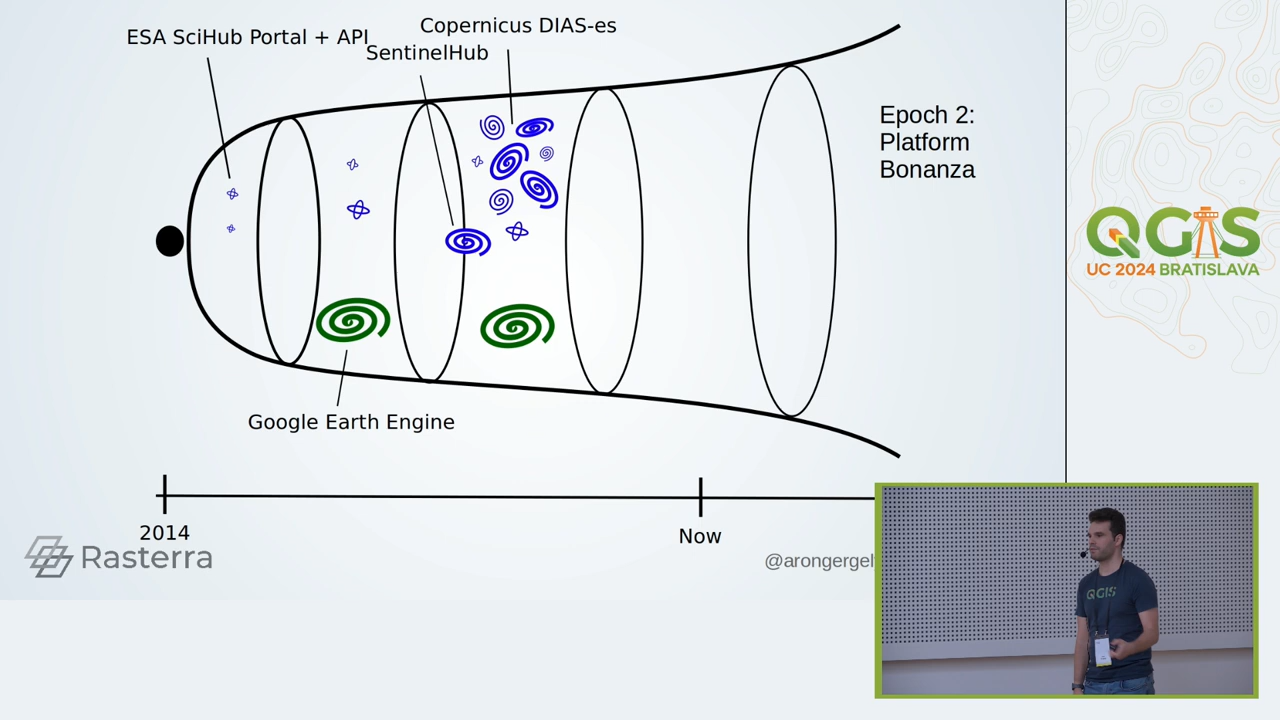 Copernicus DIAS-es
ESA SciHub Portal + API
SentinelHub
Epoch 2:
Platform
Bonanza
QGIS
UC 2024 BRATISLAVA
Google Earth Engine
2014
Now
Rasterra
@arongergel
QGIS